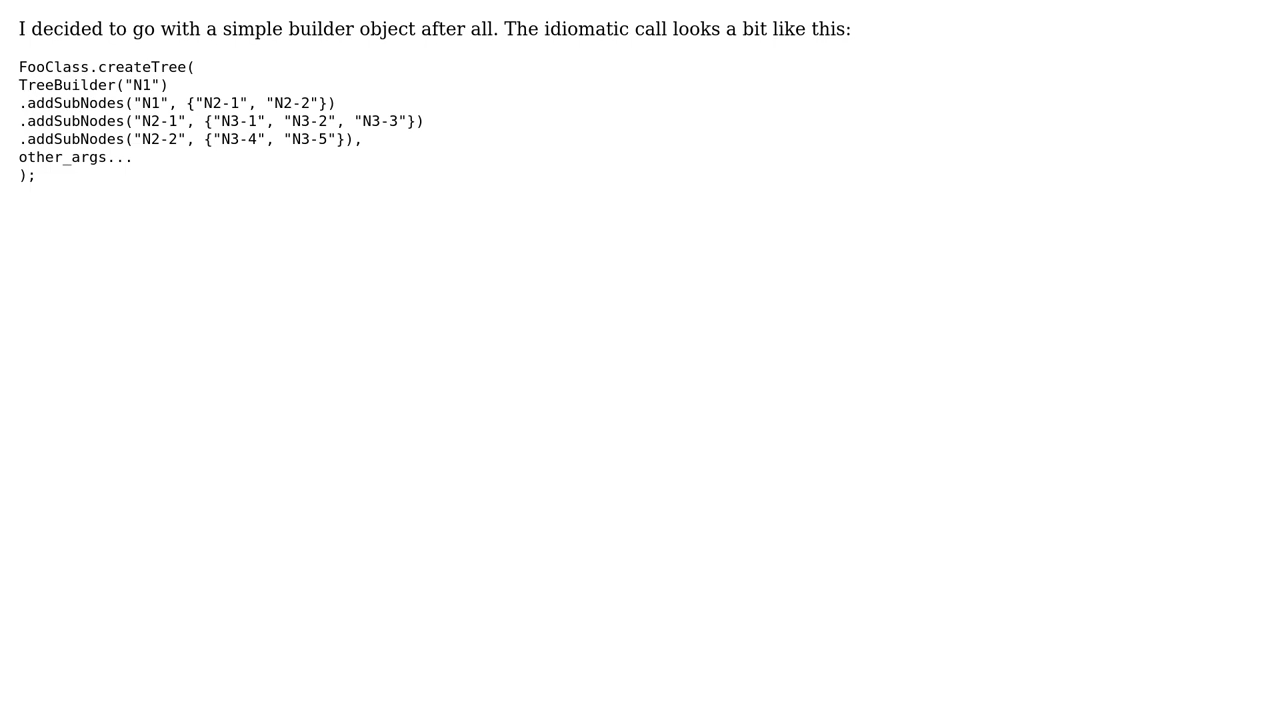 I decided to go with a simple builder object after all. The idiomatic call looks a bit like this:
FooClass.createTree(
TreeBuilder("N1")
.addSubNodes("N1", {"N2-1", "N2-2"})
.addSubNodes("N2-1", {"N3-1", "N3-2", "N3-3"})
.addSubNodes("N2-2", {"N3-4", "N3-5"}),
other_args...
);